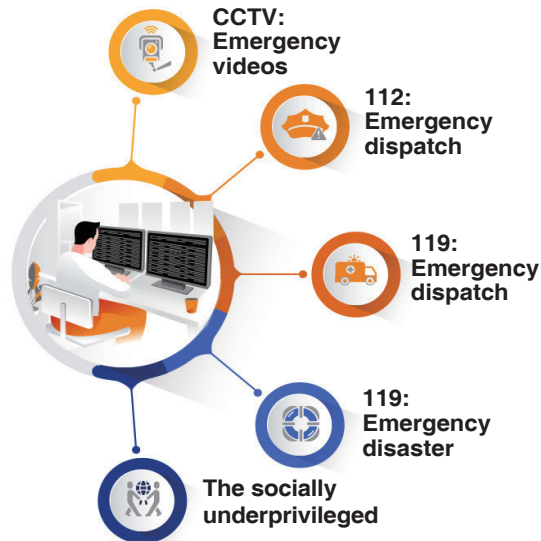 CCTV:
Emergency
videos
112:
Emergency
dispatch
119:
Emergency
dispatch
119:
Emergency
disaster
The socially
underprivileged